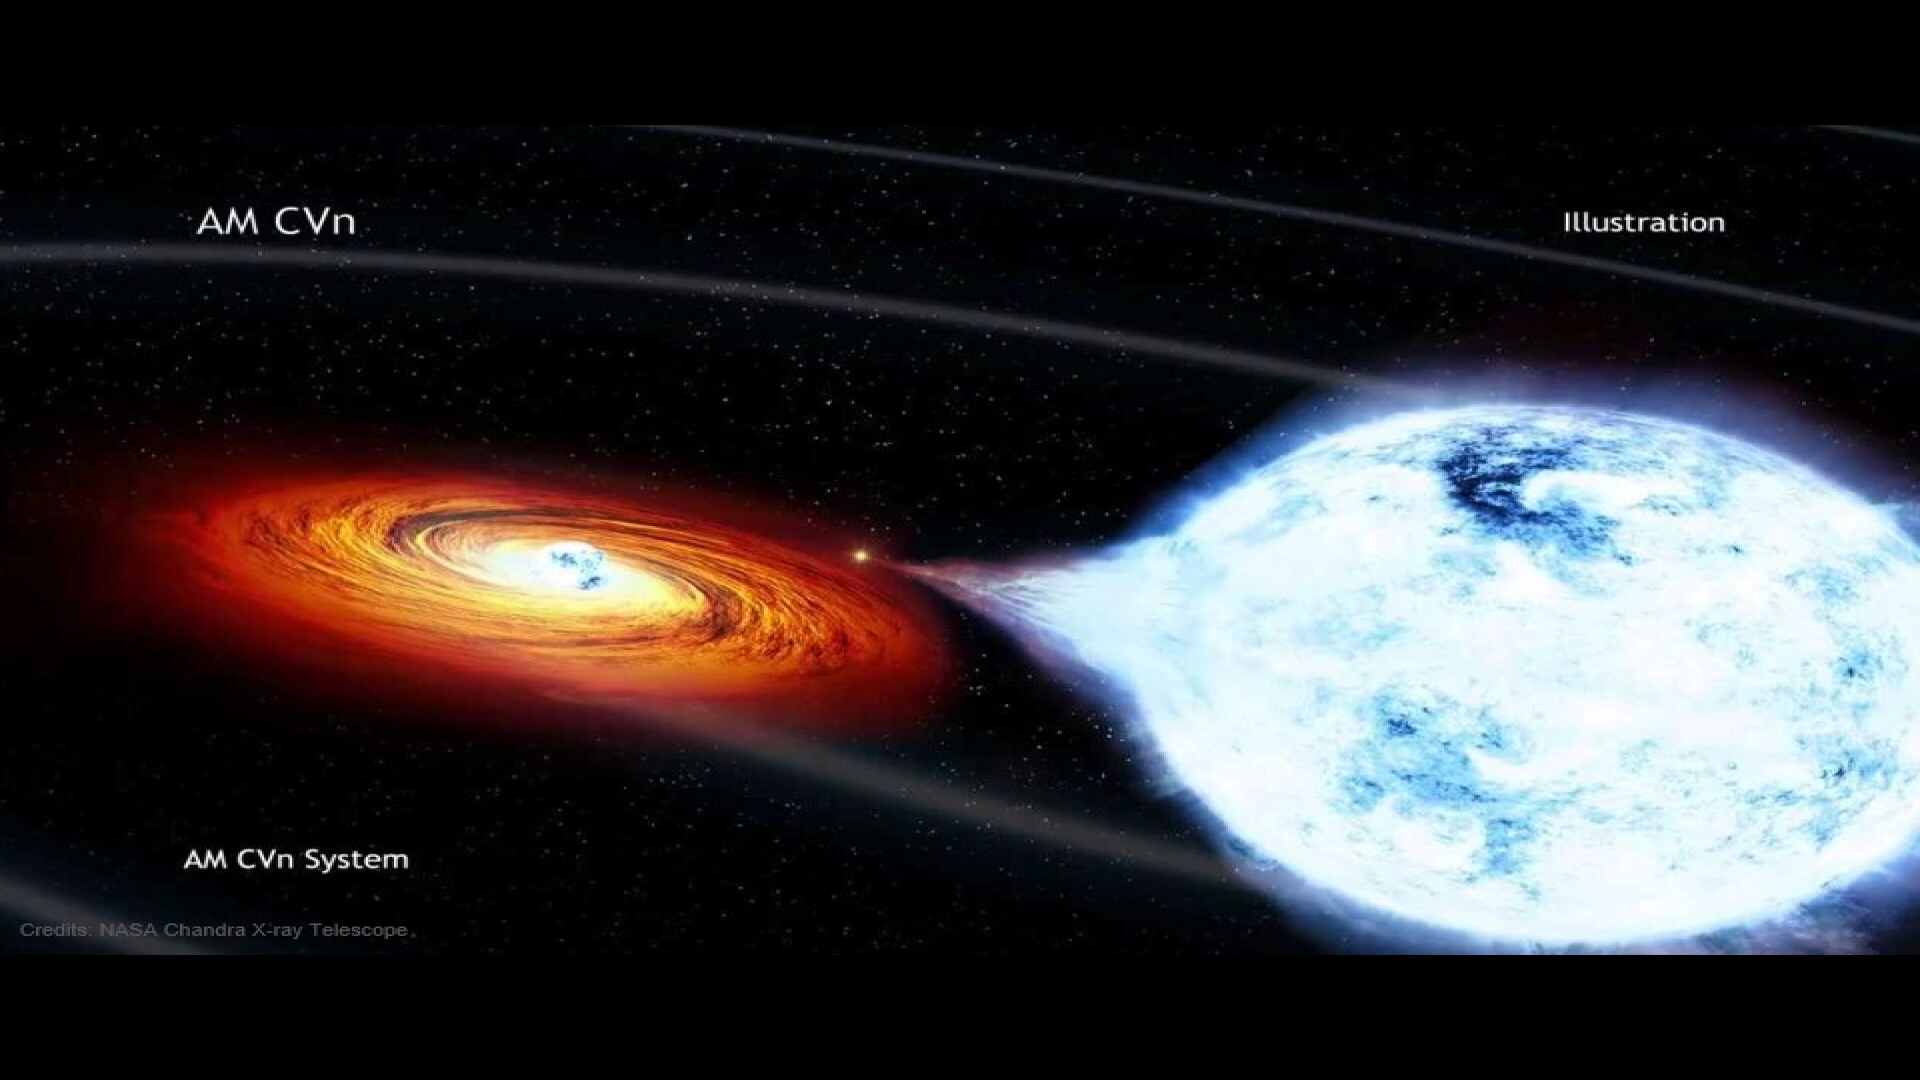 AM CVn
Illustration
AM CVn System
Credits: NASA Chandra X-ray Telescope.